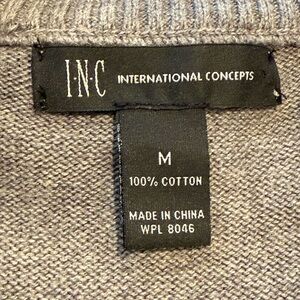 I·N·C INTERNATIONAL CONCEPTS
M
100% COTTON
MADE IN CHINA
WPL 8046